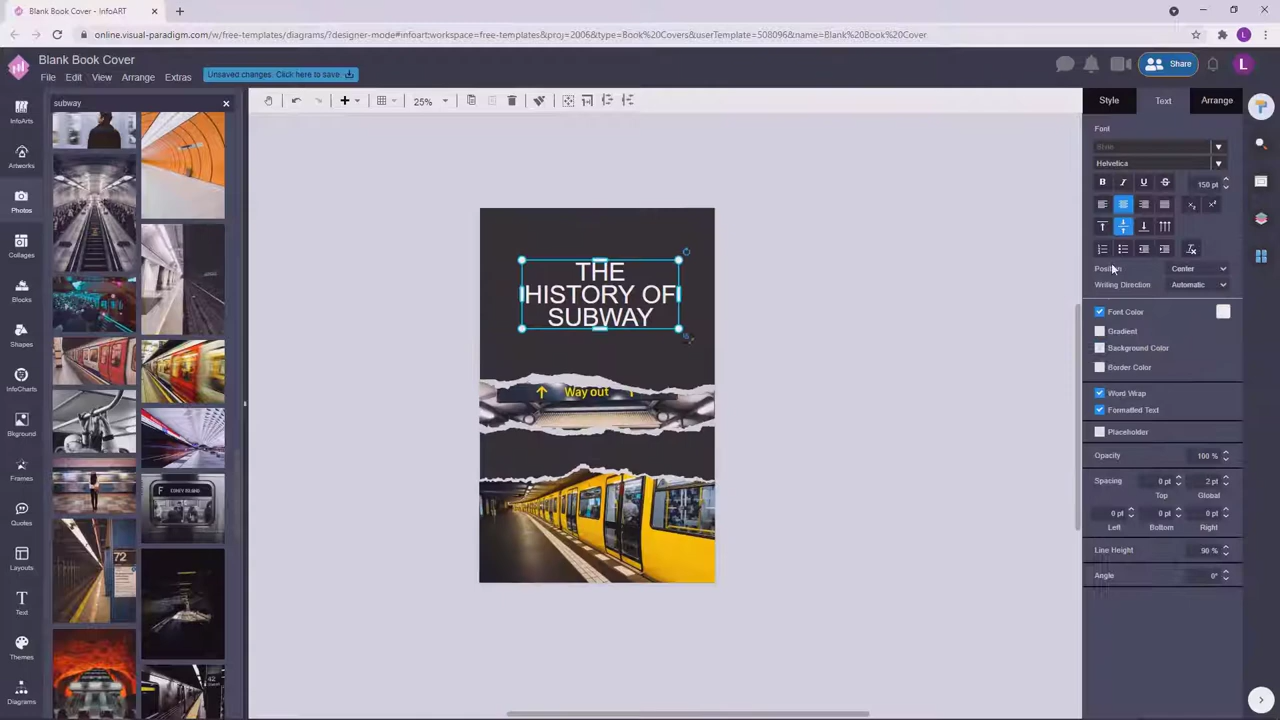 Blank Book Cover - InfoART
online.visual-paradigm.com/w/free-templates/diagrams/?designer-mode#infoart:workspace=free-templates&proj=2006&type=Book%20Covers&userTemplate=508096&name=Blank%20Book%20Cover
L
Blank Book Cover
File Edit View Arrange Extras
Unsaved changes. Click here to save.
Share
L
subway
25%
Style Text Arrange
InfoArts
Artworks
Photos
Collages
Blocks
Shapes
InfoCharts
Bkground
Frames
Quotes
Layouts
Text
Themes
Diagrams
F CONEY ISLAND
72
42
THE
HISTORY OF
SUBWAY
Way out
Font
Style
Helvetica
150 pt
Position Center
Writing Direction Automatic
Font Color
Gradient
Background Color
Border Color
Word Wrap
Formatted Text
Placeholder
Opacity 100 %
Spacing 0 pt 2 pt
Top Global
0 pt 0 pt 0 pt
Left Bottom Right
Line Height 90 %
Angle 0°